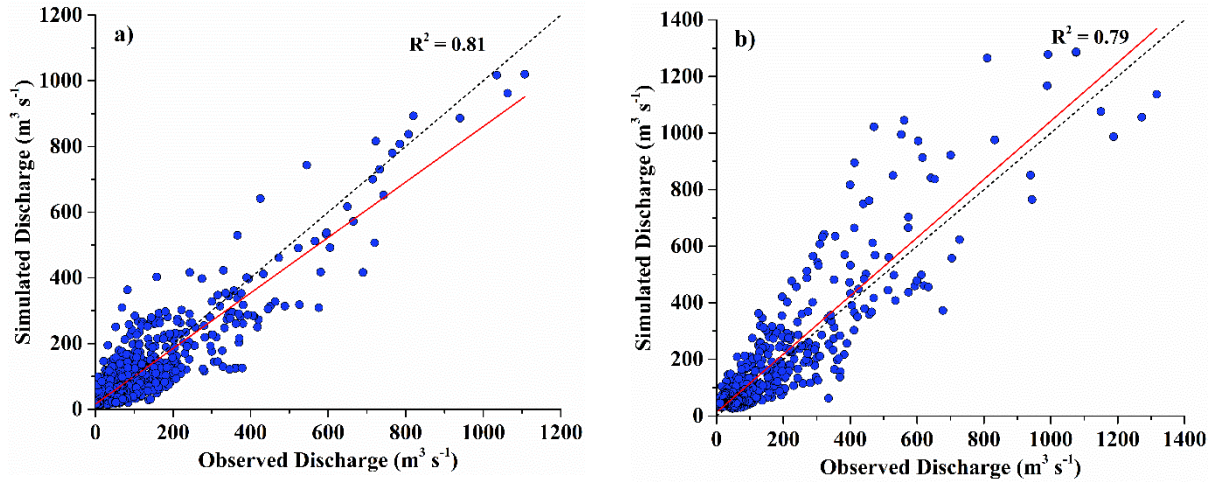 a)
R² = 0.81
Simulated Discharge (m³ s⁻¹)
1200
1000
800
600
400
200
0
0 200 400 600 800 1000 1200
Observed Discharge (m³ s⁻¹)
b)
R² = 0.79
Simulated Discharge (m³ s⁻¹)
1400
1200
1000
800
600
400
200
0
0 200 400 600 800 1000 1200 1400
Observed Discharge (m³ s⁻¹)